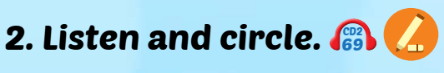 2. Listen and circle. CD2 69